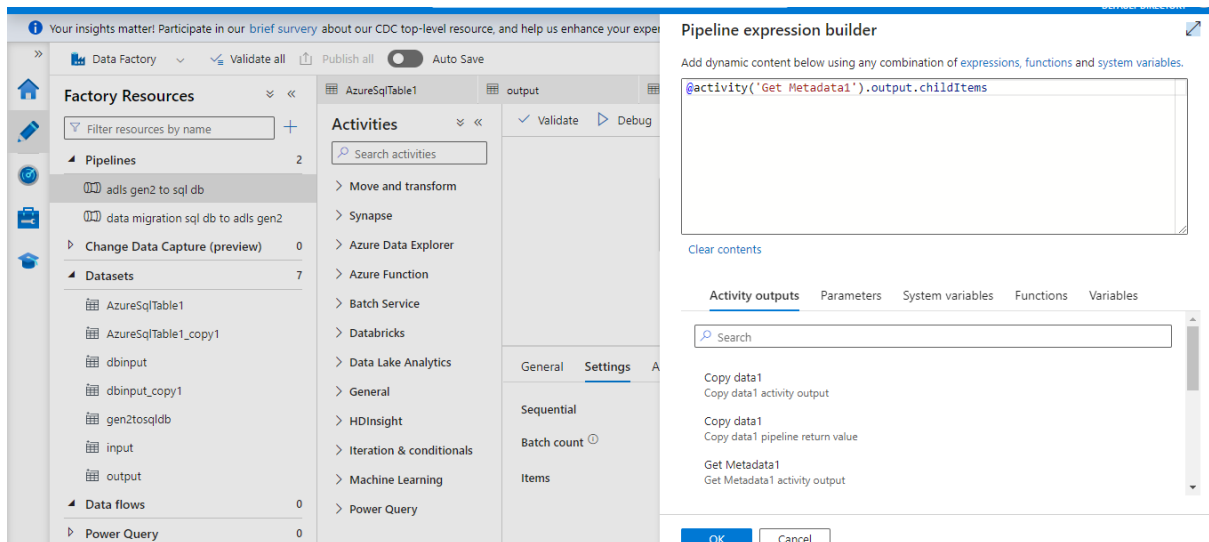 DEFAULT DIRECTORY
Your insights matter! Participate in our brief survery about our CDC top-level resource, and help us enhance your exper
Data Factory
Validate all
Publish all
Auto Save
Factory Resources
Filter resources by name
Pipelines 2
adls gen2 to sql db
data migration sql db to adls gen2
Change Data Capture (preview) 0
Datasets 7
AzureSqlTable1
AzureSqlTable1_copy1
dbinput
dbinput_copy1
gen2tosqldb
input
output
Data flows 0
Power Query 0
AzureSqlTable1
output
Activities
Search activities
Move and transform
Synapse
Azure Data Explorer
Azure Function
Batch Service
Databricks
Data Lake Analytics
General
HDInsight
Iteration & conditionals
Machine Learning
Power Query
Validate
Debug
General Settings A
Sequential
Batch count
Items
Pipeline expression builder
Add dynamic content below using any combination of expressions, functions and system variables.
@activity('Get Metadata1').output.childItems
Clear contents
Activity outputs Parameters System variables Functions Variables
Search
Copy data1
Copy data1 activity output
Copy data1
Copy data1 pipeline return value
Get Metadata1
Get Metadata1 activity output
OK
Cancel